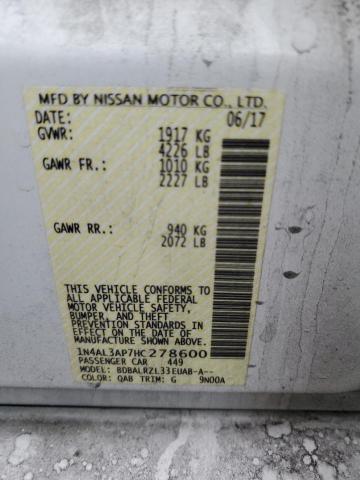 MFD BY NISSAN MOTOR CO., LTD.
DATE: 06/17
GVWR: 1917 KG
4226 LB
GAWR FR.: 1010 KG
2227 LB
GAWR RR.: 940 KG
2072 LB
THIS VEHICLE CONFORMS TO ALL
APPLICABLE FEDERAL MOTOR
VEHICLE SAFETY,
BUMPER, AND THEFT
PREVENTION STANDARDS IN
EFFECT ON THE DATE OF
MANUFACTURE SHOWN ABOVE.
1N4AL3AP7HC278600
PASSENGER CAR 449
MODEL: BDBALRZL33EUAB-A--
COLOR: QAB TRIM: G 9N00A